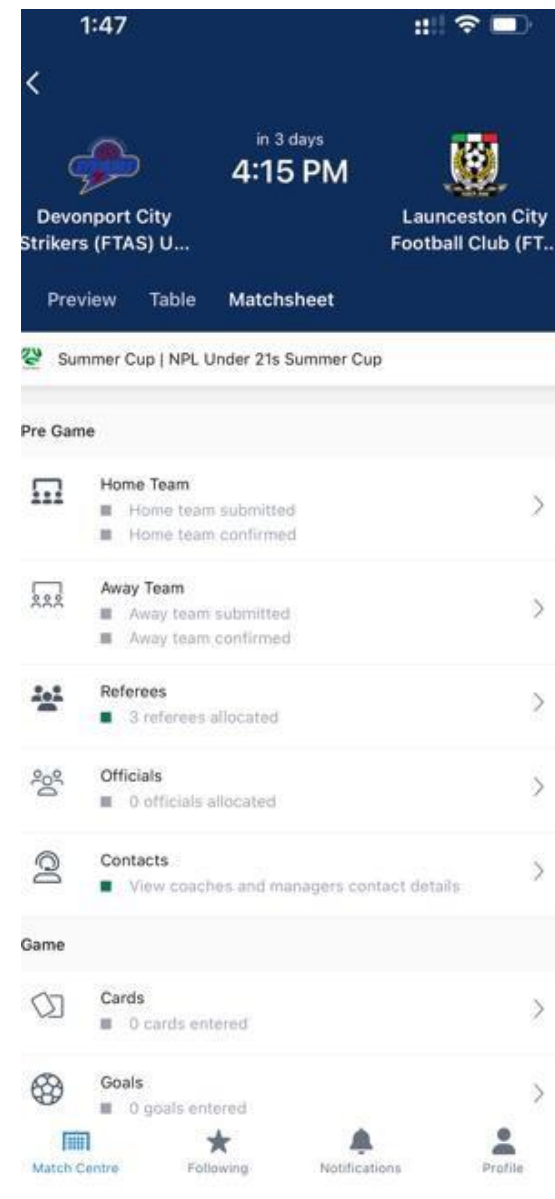 1:47
in 3 days
4:15 PM
Devonport City
Strikers (FTAS) U...
Launceston City
Football Club (FT...
Preview Table Matchsheet
Summer Cup | NPL Under 21s Summer Cup
Pre Game
Home Team
Home team submitted
Home team confirmed
Away Team
Away team submitted
Away team confirmed
Referees
3 referees allocated
Officials
0 officials allocated
Contacts
View coaches and managers contact details
Game
Cards
0 cards entered
Goals
0 goals entered
Match Centre Following Notifications Profile